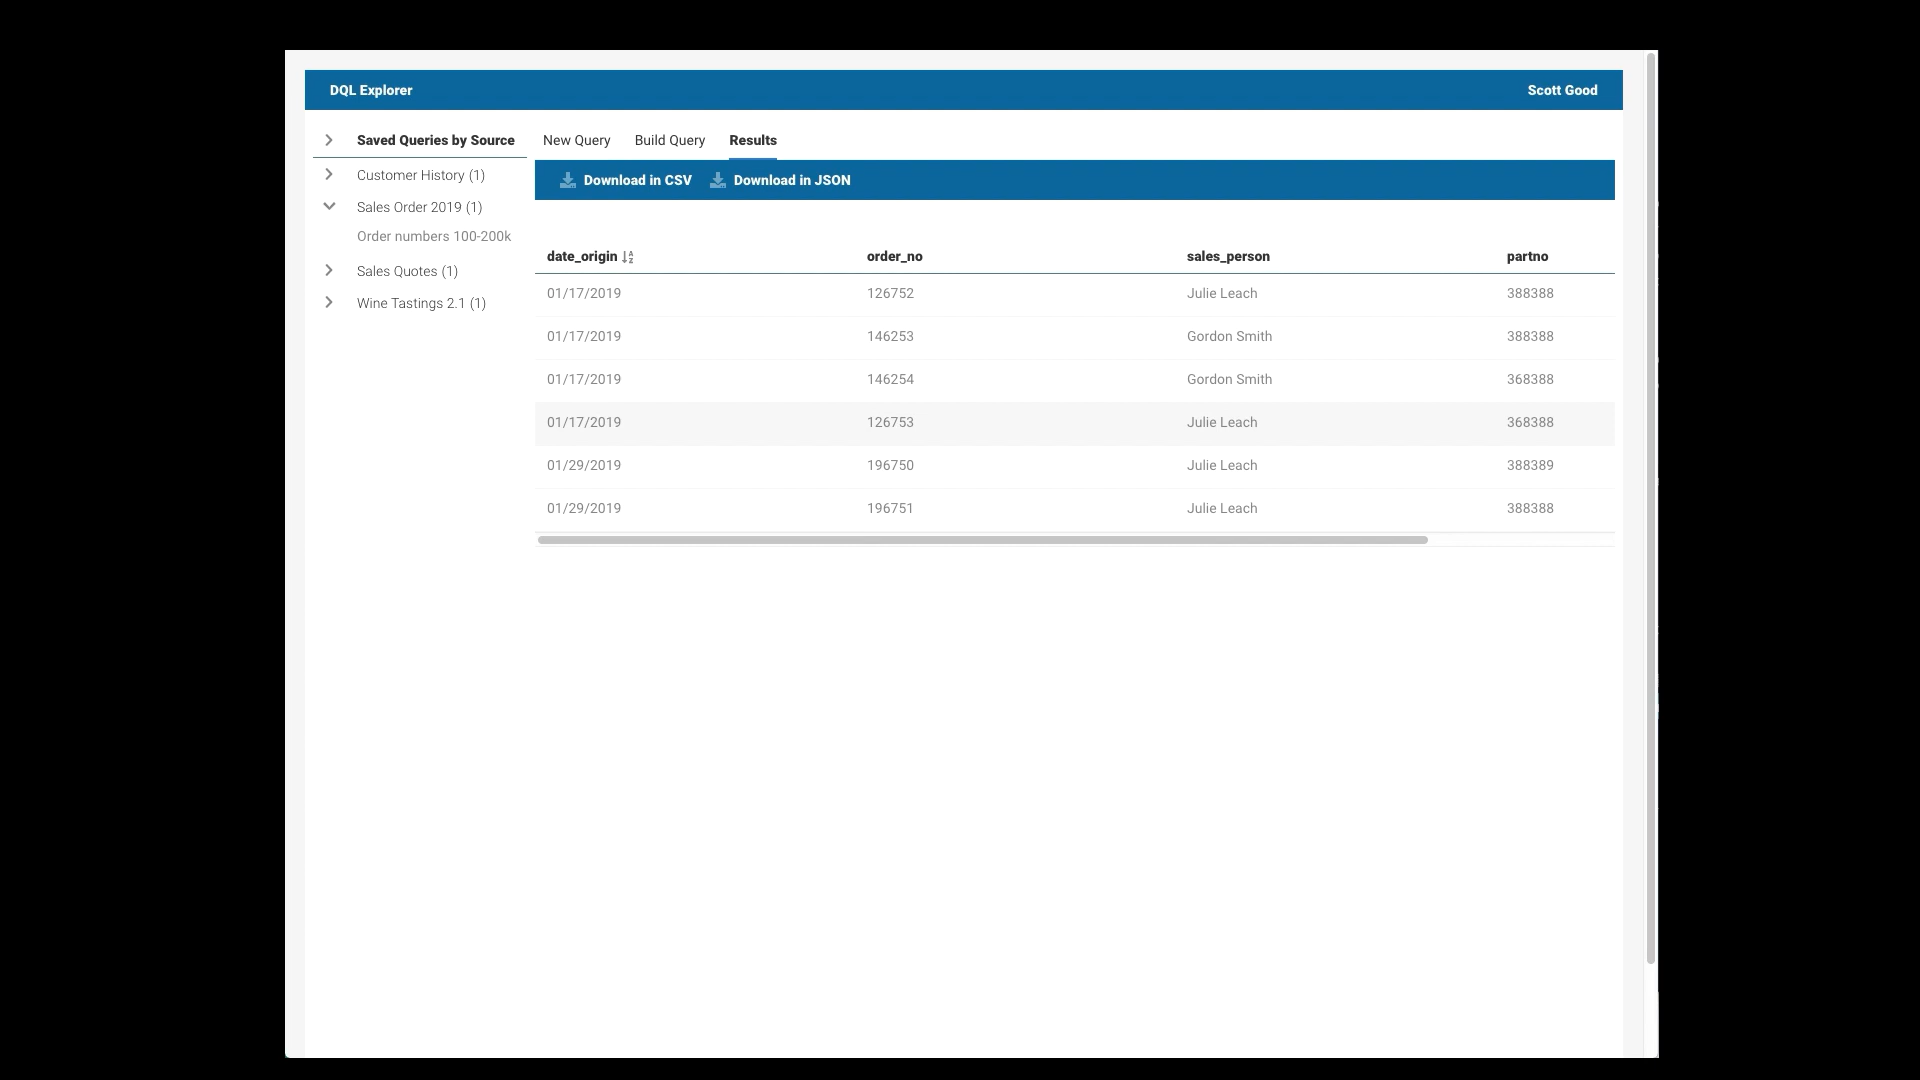 DQL Explorer Scott Good
Saved Queries by Source New Query Build Query Results
Customer History (1) Download in CSV Download in JSON
Sales Order 2019 (1)
Order numbers 100-200k
Sales Quotes (1)
Wine Tastings 2.1 (1)
date_origin order_no sales_person partno
01/17/2019 126752 Julie Leach 388388
01/17/2019 146253 Gordon Smith 388388
01/17/2019 146254 Gordon Smith 368388
01/17/2019 126753 Julie Leach 368388
01/29/2019 196750 Julie Leach 388389
01/29/2019 196751 Julie Leach 388388